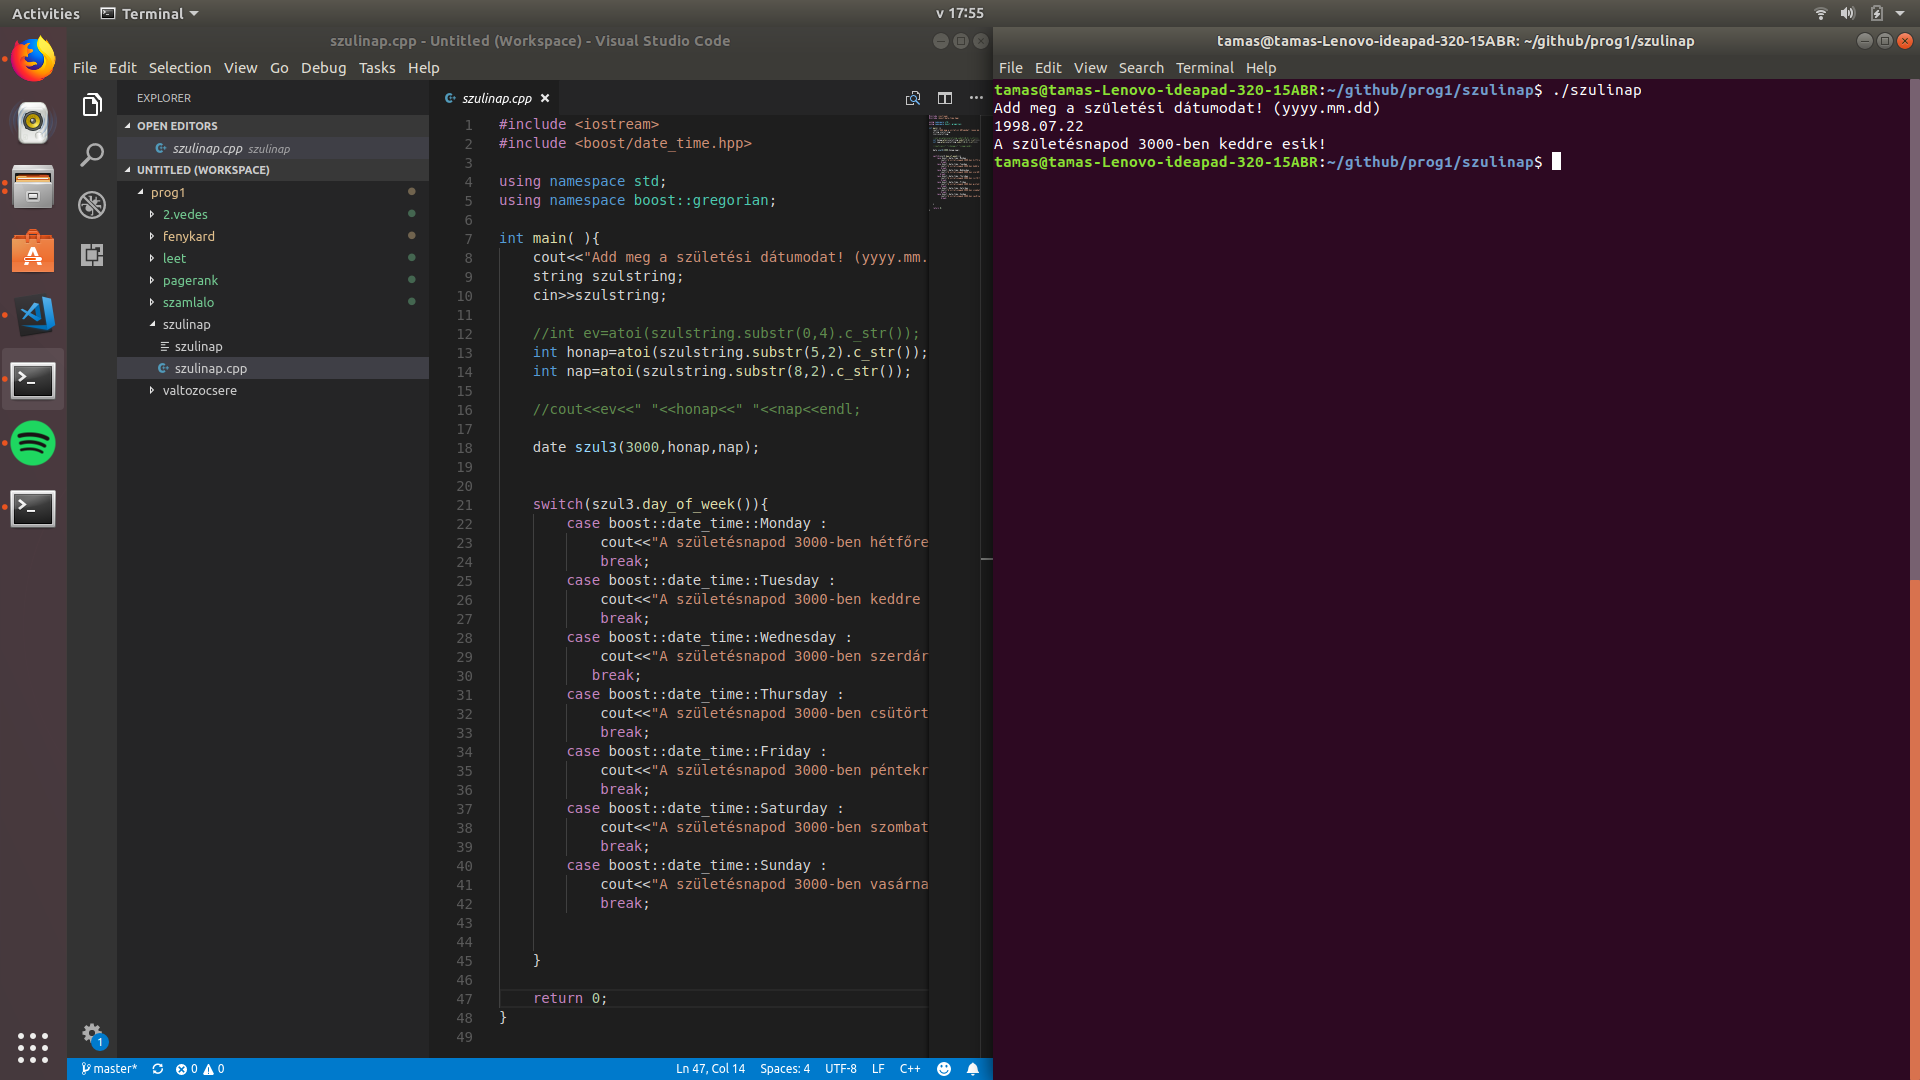 Activities Terminal v 17:55
szulinap.cpp - Untitled (Workspace) - Visual Studio Code
File Edit Selection View Go Debug Tasks Help
EXPLORER
OPEN EDITORS
szulinap.cpp szulinap
UNTITLED (WORKSPACE)
prog1
2.vedes
fenykard
leet
pagerank
szamlalo
szulinap
szulinap
szulinap.cpp
valtozocsere
1
szulinap.cpp ×
1 #include <iostream>
2 #include <boost/date_time.hpp>
3
4 using namespace std;
5 using namespace boost::gregorian;
6
7 int main( ){
8 cout<<"Add meg a születési dátumodat! (yyyy.mm.
9 string szulstring;
10 cin>>szulstring;
11
12 //int ev=atoi(szulstring.substr(0,4).c_str());
13 int honap=atoi(szulstring.substr(5,2).c_str());
14 int nap=atoi(szulstring.substr(8,2).c_str());
15
16 //cout<<ev<<" "<<honap<<" "<<nap<<endl;
17
18 date szul3(3000,honap,nap);
19
20
21 switch(szul3.day_of_week()){
22 case boost::date_time::Monday :
23 cout<<"A születésnapod 3000-ben hétfőre
24 break;
25 case boost::date_time::Tuesday :
26 cout<<"A születésnapod 3000-ben keddre
27 break;
28 case boost::date_time::Wednesday :
29 cout<<"A születésnapod 3000-ben szerdár
30 break;
31 case boost::date_time::Thursday :
32 cout<<"A születésnapod 3000-ben csütört
33 break;
34 case boost::date_time::Friday :
35 cout<<"A születésnapod 3000-ben péntekr
36 break;
37 case boost::date_time::Saturday :
38 cout<<"A születésnapod 3000-ben szombat
39 break;
40 case boost::date_time::Sunday :
41 cout<<"A születésnapod 3000-ben vasárna
42 break;
43
44
45 }
46
47 return 0;
48 }
49
master* 0 0 Ln 47, Col 14 Spaces: 4 UTF-8 LF C++
tamas@tamas-Lenovo-ideapad-320-15ABR: ~/github/prog1/szulinap
File Edit View Search Terminal Help
tamas@tamas-Lenovo-ideapad-320-15ABR:~/github/prog1/szulinap$ ./szulinap
Add meg a születési dátumodat! (yyyy.mm.dd)
1998.07.22
A születésnapod 3000-ben keddre esik!
tamas@tamas-Lenovo-ideapad-320-15ABR:~/github/prog1/szulinap$